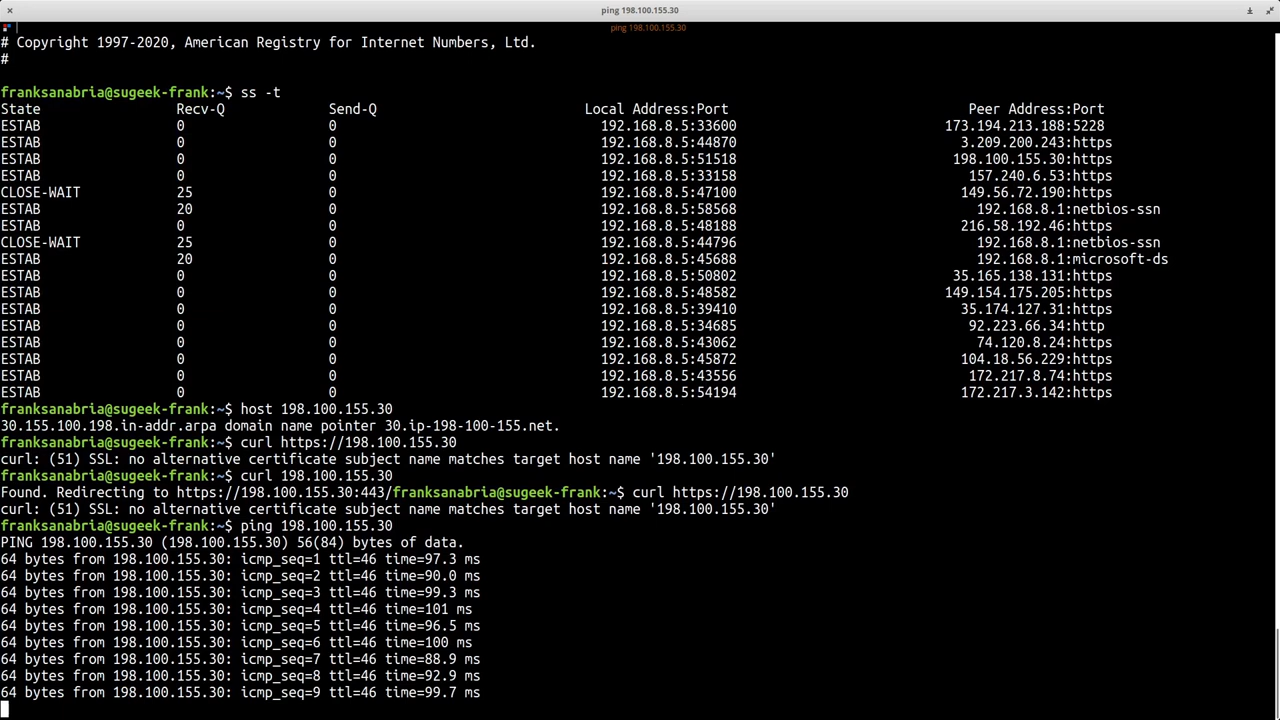 ping 198.100.155.30
ping 198.100.155.30
# Copyright 1997-2020, American Registry for Internet Numbers, Ltd.
#
franksanabria@sugeek-frank:~$ ss -t
State Recv-Q Send-Q Local Address:Port Peer Address:Port
ESTAB 0 0 192.168.8.5:33600 173.194.213.188:5228
ESTAB 0 0 192.168.8.5:44870 3.209.200.243:https
ESTAB 0 0 192.168.8.5:51518 198.100.155.30:https
ESTAB 0 0 192.168.8.5:33158 157.240.6.53:https
CLOSE-WAIT 25 0 192.168.8.5:47100 149.56.72.190:https
ESTAB 20 0 192.168.8.5:58568 192.168.8.1:netbios-ssn
ESTAB 0 0 192.168.8.5:48188 216.58.192.46:https
CLOSE-WAIT 25 0 192.168.8.5:44796 192.168.8.1:netbios-ssn
ESTAB 20 0 192.168.8.5:45688 192.168.8.1:microsoft-ds
ESTAB 0 0 192.168.8.5:50802 35.165.138.131:https
ESTAB 0 0 192.168.8.5:48582 149.154.175.205:https
ESTAB 0 0 192.168.8.5:39410 35.174.127.31:https
ESTAB 0 0 192.168.8.5:34685 92.223.66.34:http
ESTAB 0 0 192.168.8.5:43062 74.120.8.24:https
ESTAB 0 0 192.168.8.5:45872 104.18.56.229:https
ESTAB 0 0 192.168.8.5:43556 172.217.8.74:https
ESTAB 0 0 192.168.8.5:54194 172.217.3.142:https
franksanabria@sugeek-frank:~$ host 198.100.155.30
30.155.100.198.in-addr.arpa domain name pointer 30.ip-198-100-155.net.
franksanabria@sugeek-frank:~$ curl https://198.100.155.30
curl: (51) SSL: no alternative certificate subject name matches target host name '198.100.155.30'
franksanabria@sugeek-frank:~$ curl 198.100.155.30
Found. Redirecting to https://198.100.155.30:443/franksanabria@sugeek-frank:~$ curl https://198.100.155.30
curl: (51) SSL: no alternative certificate subject name matches target host name '198.100.155.30'
franksanabria@sugeek-frank:~$ ping 198.100.155.30
PING 198.100.155.30 (198.100.155.30) 56(84) bytes of data.
64 bytes from 198.100.155.30: icmp_seq=1 ttl=46 time=97.3 ms
64 bytes from 198.100.155.30: icmp_seq=2 ttl=46 time=90.0 ms
64 bytes from 198.100.155.30: icmp_seq=3 ttl=46 time=99.3 ms
64 bytes from 198.100.155.30: icmp_seq=4 ttl=46 time=101 ms
64 bytes from 198.100.155.30: icmp_seq=5 ttl=46 time=96.5 ms
64 bytes from 198.100.155.30: icmp_seq=6 ttl=46 time=100 ms
64 bytes from 198.100.155.30: icmp_seq=7 ttl=46 time=88.9 ms
64 bytes from 198.100.155.30: icmp_seq=8 ttl=46 time=92.9 ms
64 bytes from 198.100.155.30: icmp_seq=9 ttl=46 time=99.7 ms